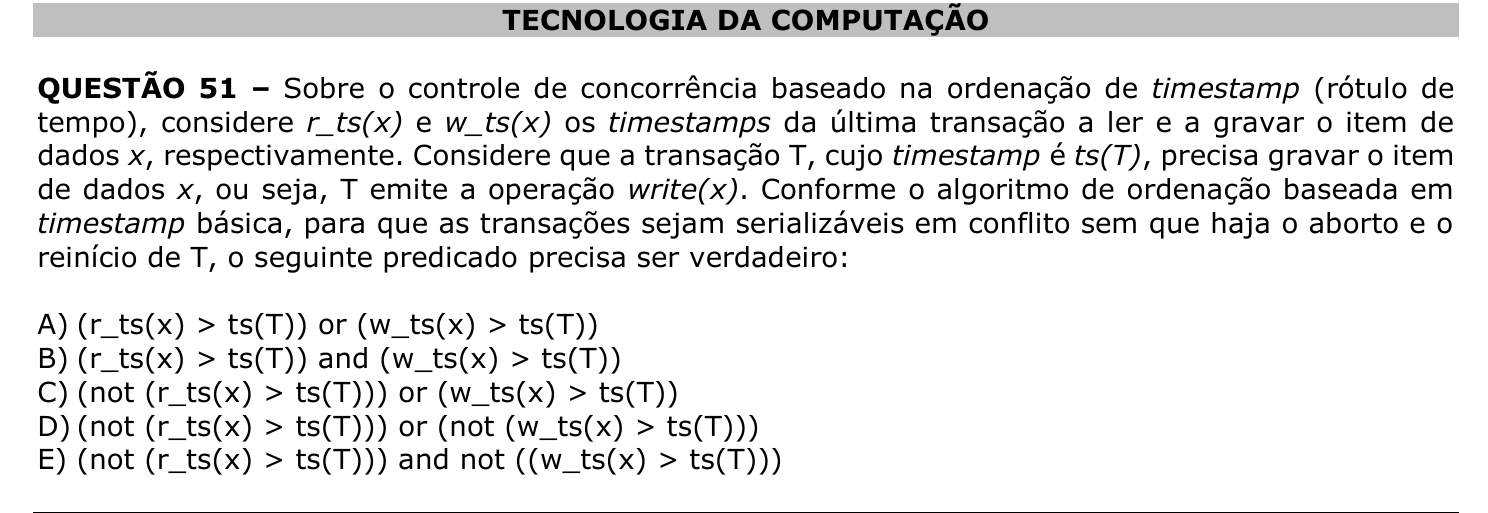 TECNOLOGIA DA COMPUTAÇÃO
QUESTÃO 51 – Sobre o controle de concorrência baseado na ordenação de timestamp (rótulo de
tempo), considere r_ts(x) e w_ts(x) os timestamps da última transação a ler e a gravar o item de
dados x, respectivamente. Considere que a transação T, cujo timestamp é ts(T), precisa gravar o item
de dados x, ou seja, T emite a operação write(x). Conforme o algoritmo de ordenação baseada em
timestamp básica, para que as transações sejam serializáveis em conflito sem que haja o aborto e o
reinício de T, o seguinte predicado precisa ser verdadeiro:
A) (r_ts(x) > ts(T)) or (w_ts(x) > ts(T))
B) (r_ts(x) > ts(T)) and (w_ts(x) > ts(T))
C) (not (r_ts(x) > ts(T))) or (w_ts(x) > ts(T))
D) (not (r_ts(x) > ts(T))) or (not (w_ts(x) > ts(T)))
E) (not (r_ts(x) > ts(T))) and not ((w_ts(x) > ts(T)))